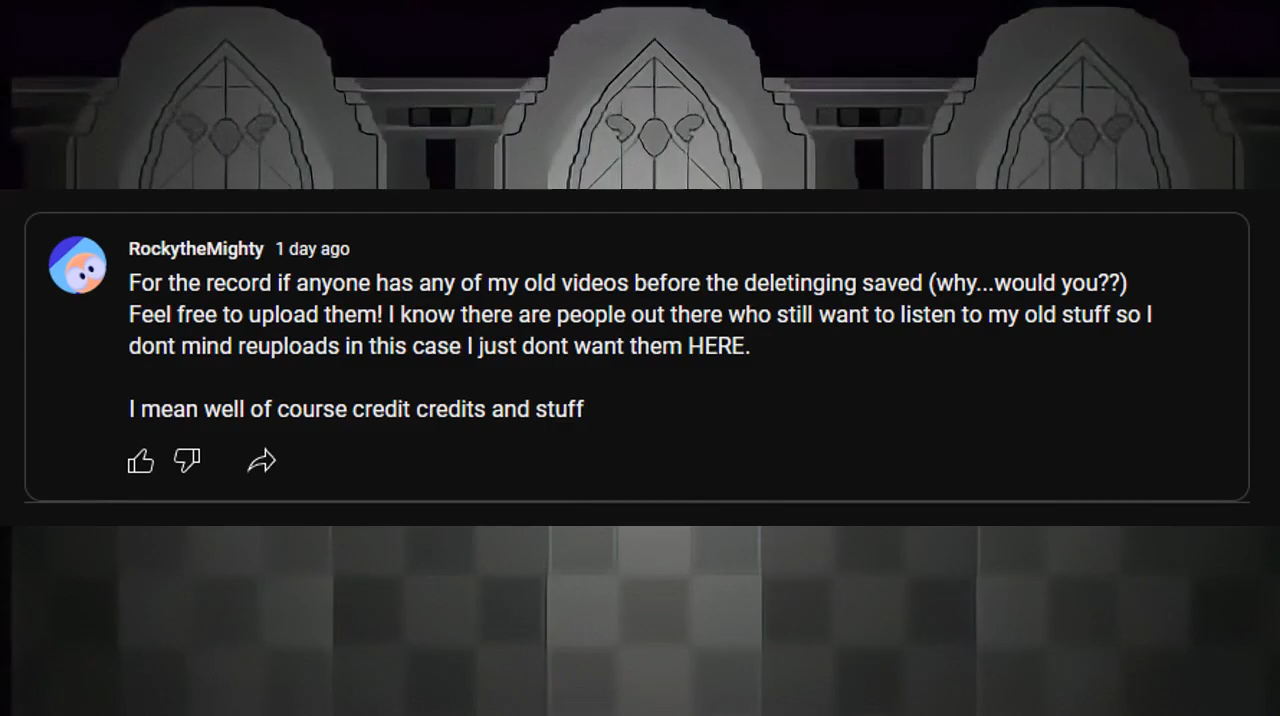 RockytheMighty 1 day ago
For the record if anyone has any of my old videos before the deletinging saved (why...would you??)
Feel free to upload them! I know there are people out there who still want to listen to my old stuff so I
dont mind reuploads in this case I just dont want them HERE.
I mean well of course credit credits and stuff